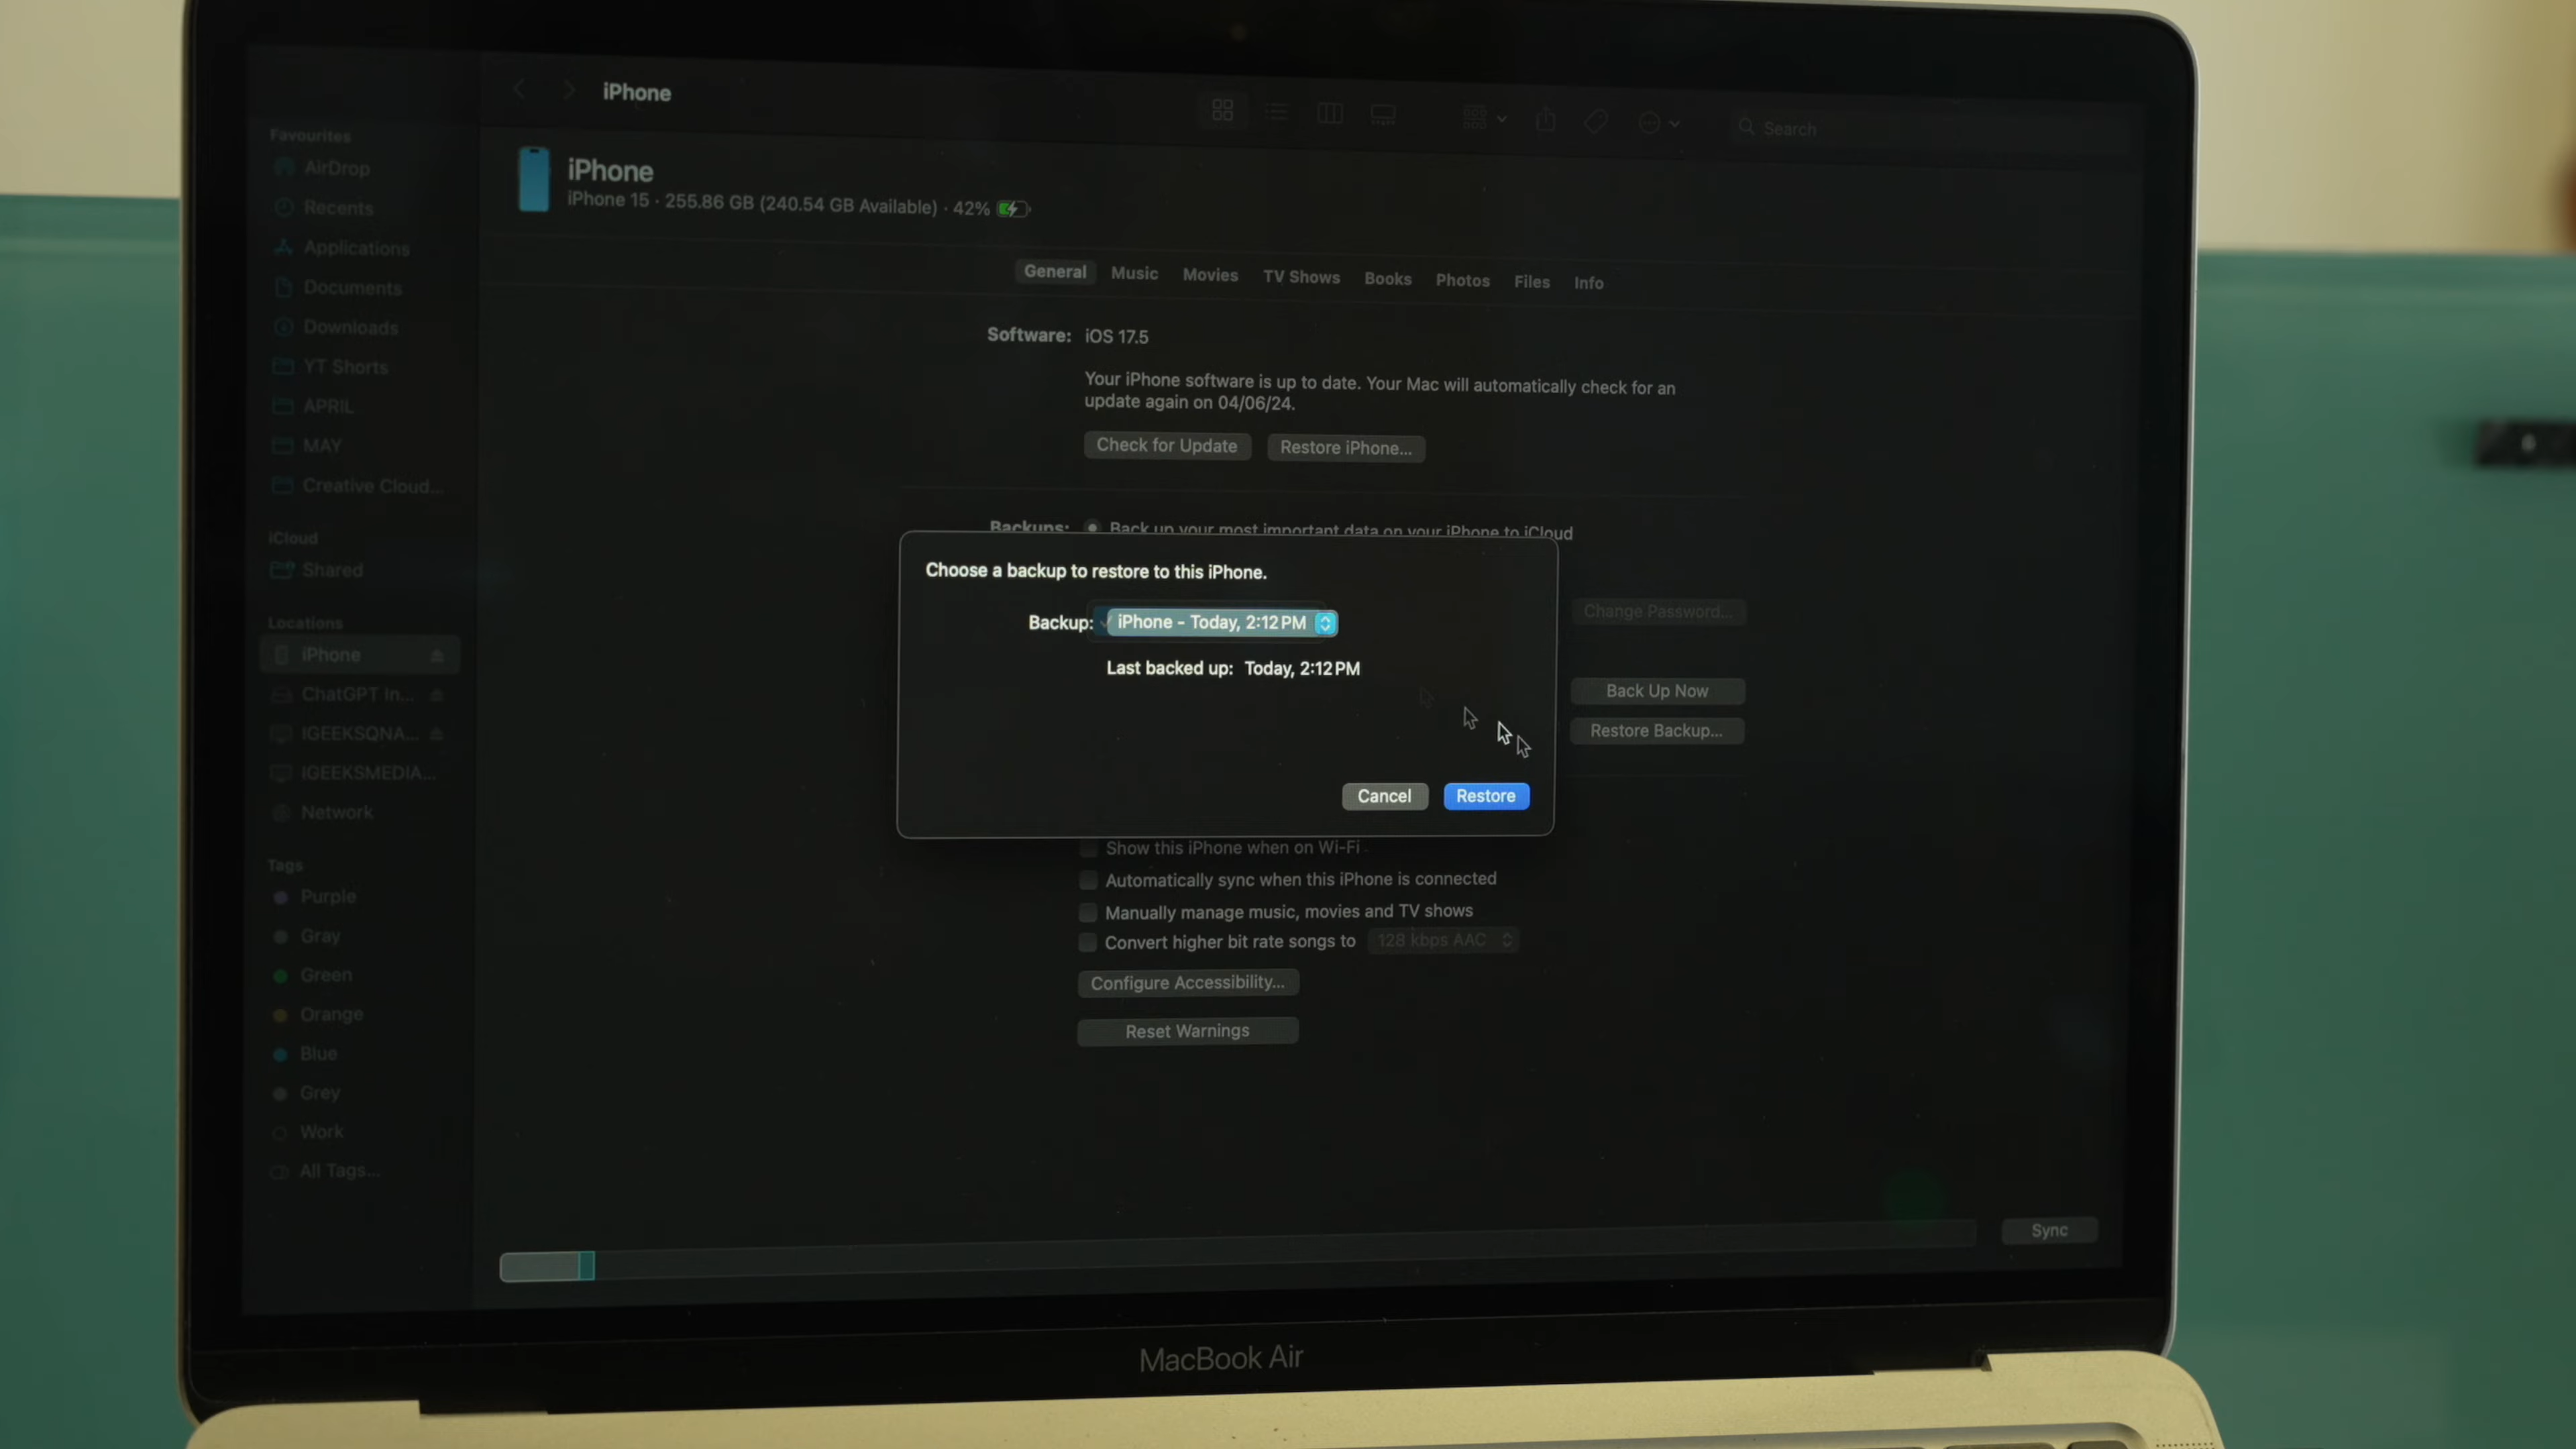 iPhone
Search
Favourites
AirDrop
Recents
Applications
Documents
Downloads
YT Shorts
APRIL
MAY
Creative Cloud...
iCloud
Shared
Locations
iPhone
ChatGPT In...
IGEEKSQNA...
IGEEKSMEDIA...
Network
Tags
Purple
Gray
Green
Orange
Blue
Grey
Work
All Tags...
iPhone
iPhone 15 · 255.86 GB (240.54 GB Available) · 42%
General Music Movies TV Shows Books Photos Files Info
Software: iOS 17.5
Your iPhone software is up to date. Your Mac will automatically check for an
update again on 04/06/24.
Check for Update Restore iPhone...
Backups: Back up your most important data on your iPhone to iCloud
Choose a backup to restore to this iPhone.
Backup: iPhone - Today, 2:12 PM
Last backed up: Today, 2:12 PM
Cancel Restore
Change Password...
Back Up Now
Restore Backup...
Show this iPhone when on Wi-Fi
Automatically sync when this iPhone is connected
Manually manage music, movies and TV shows
Convert higher bit rate songs to 128 kbps AAC
Configure Accessibility...
Reset Warnings
Sync
MacBook Air